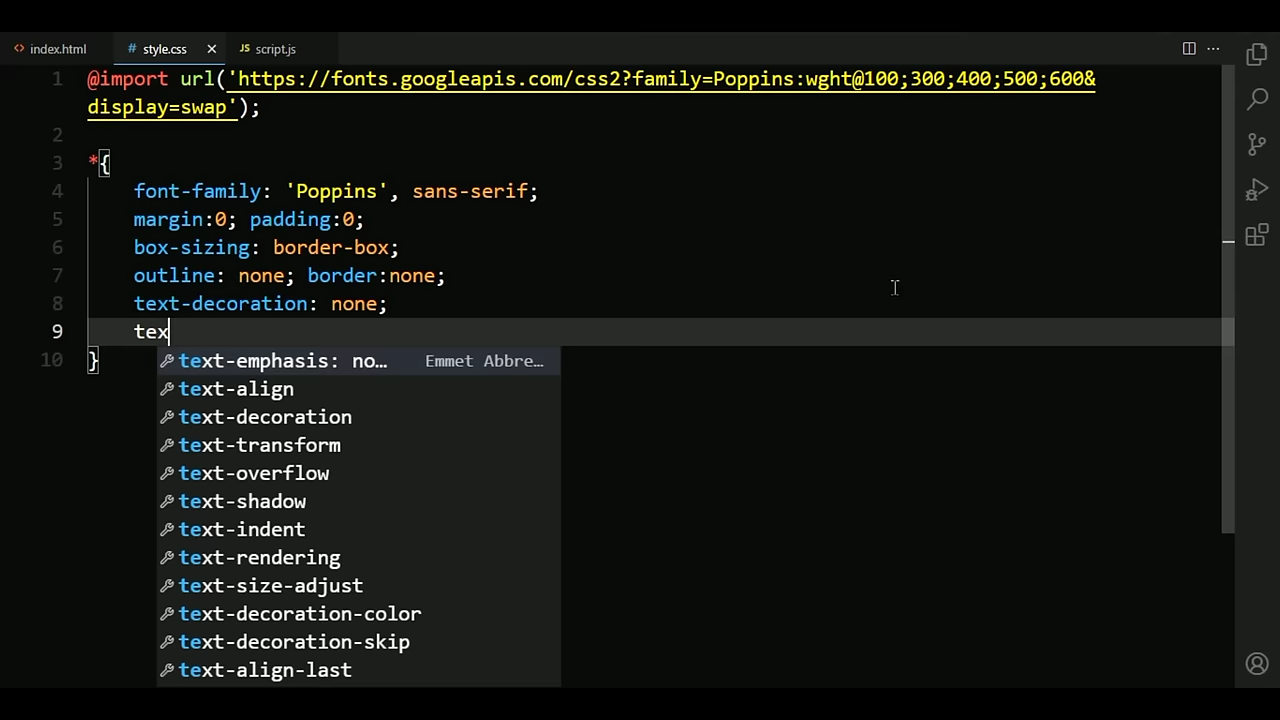 index.html
style.css
script.js
1 @import url('https://fonts.googleapis.com/css2?family=Poppins:wght@100;300;400;500;600&
display=swap');
2
3 *{
4 font-family: 'Poppins', sans-serif;
5 margin:0; padding:0;
6 box-sizing: border-box;
7 outline: none; border:none;
8 text-decoration: none;
9 tex
10 }
text-emphasis: no… Emmet Abbre…
text-align
text-decoration
text-transform
text-overflow
text-shadow
text-indent
text-rendering
text-size-adjust
text-decoration-color
text-decoration-skip
text-align-last